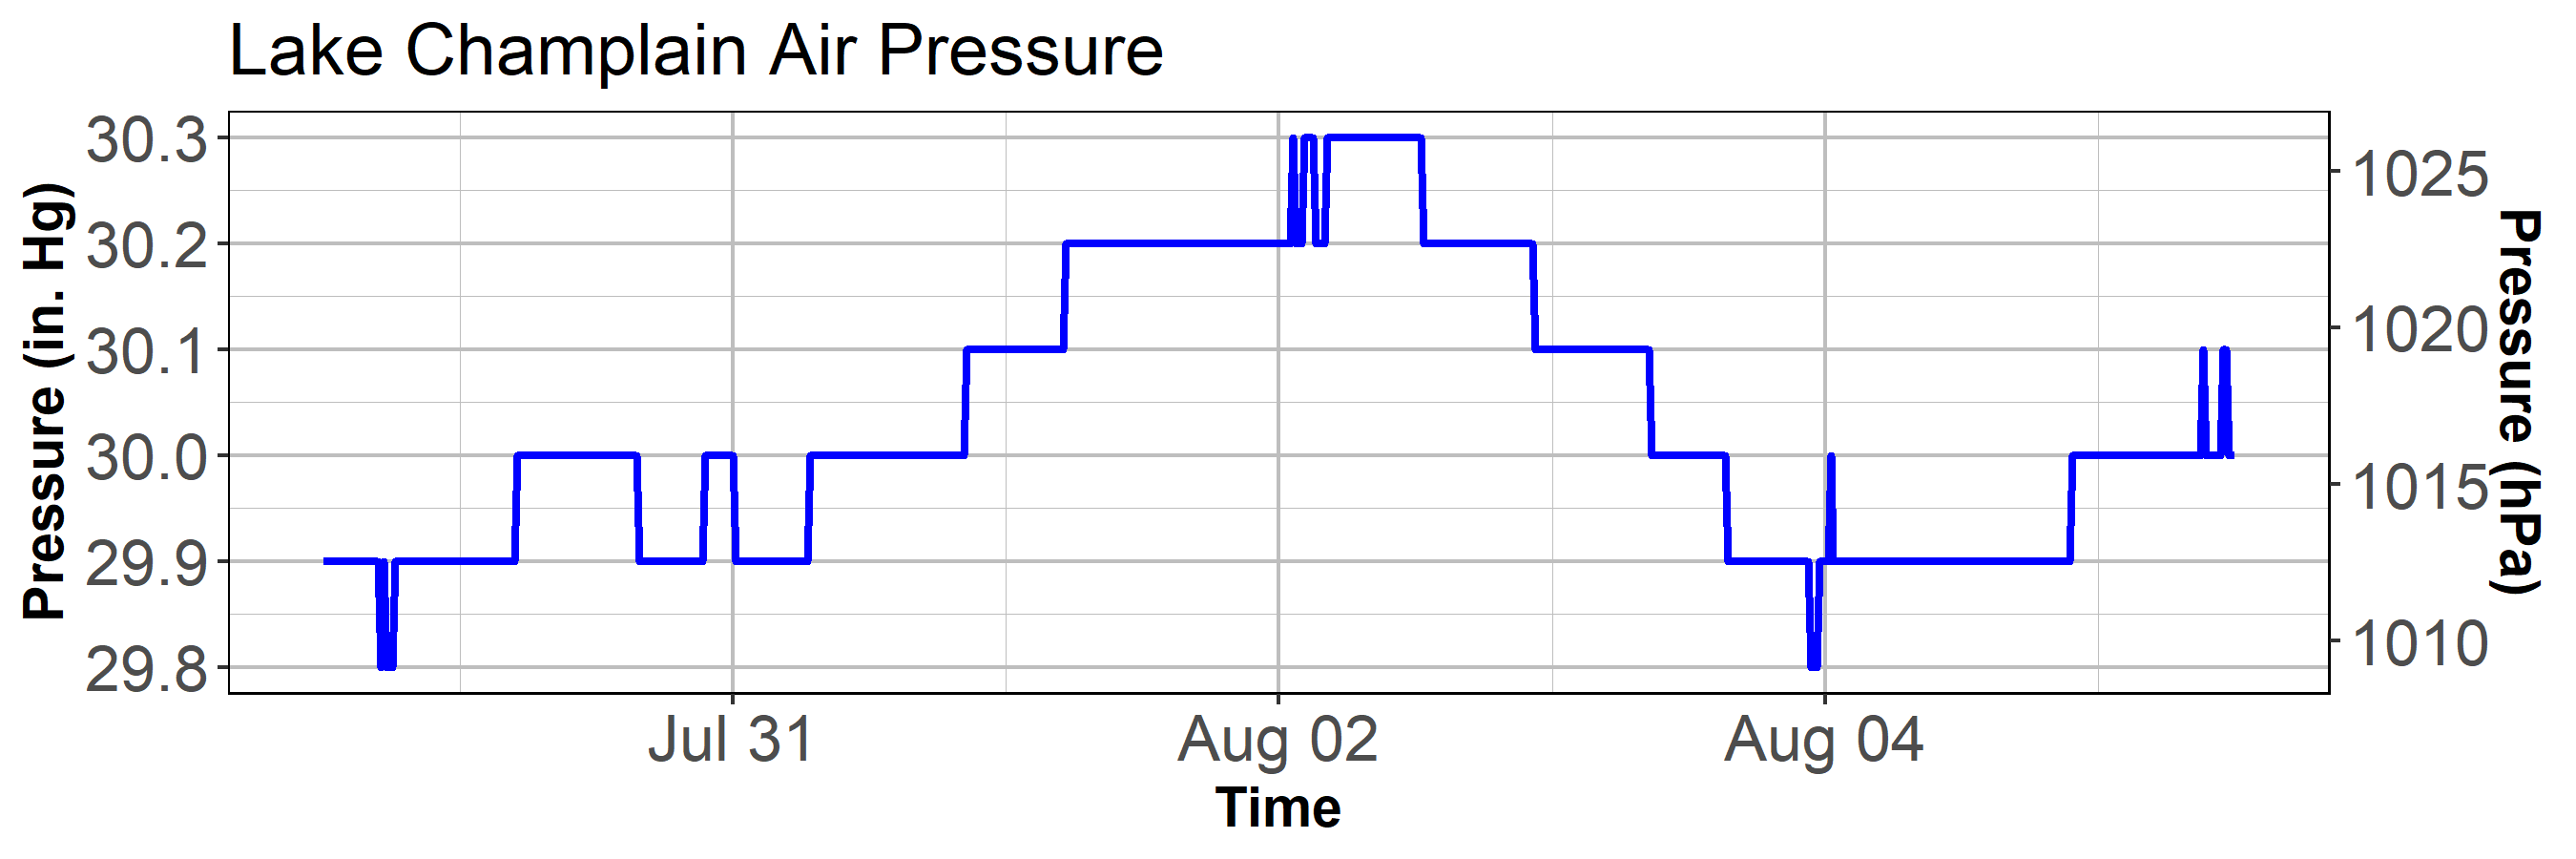 Lake Champlain Air Pressure
Pressure (in. Hg)
30.3
30.2
30.1
30.0
29.9
29.8
1025
1020
1015
1010
Pressure (hPa)
Jul 31
Aug 02
Aug 04
Time